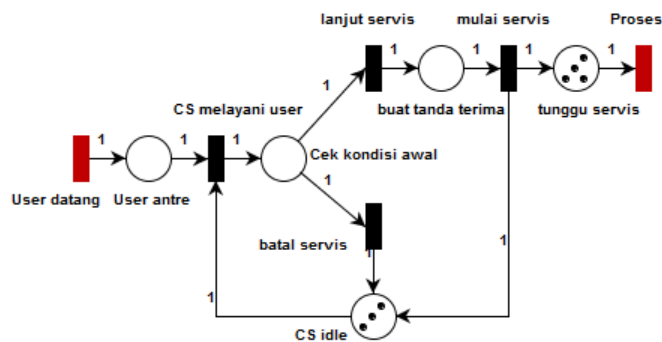 lanjut servis
mulai servis
Proses
1
1
1
1
1
1
buat tanda terima
tunggu servis
CS melayani user
1
1
1
Cek kondisi awal
1
User datang
User antre
batal servis
1
1
1
CS idle